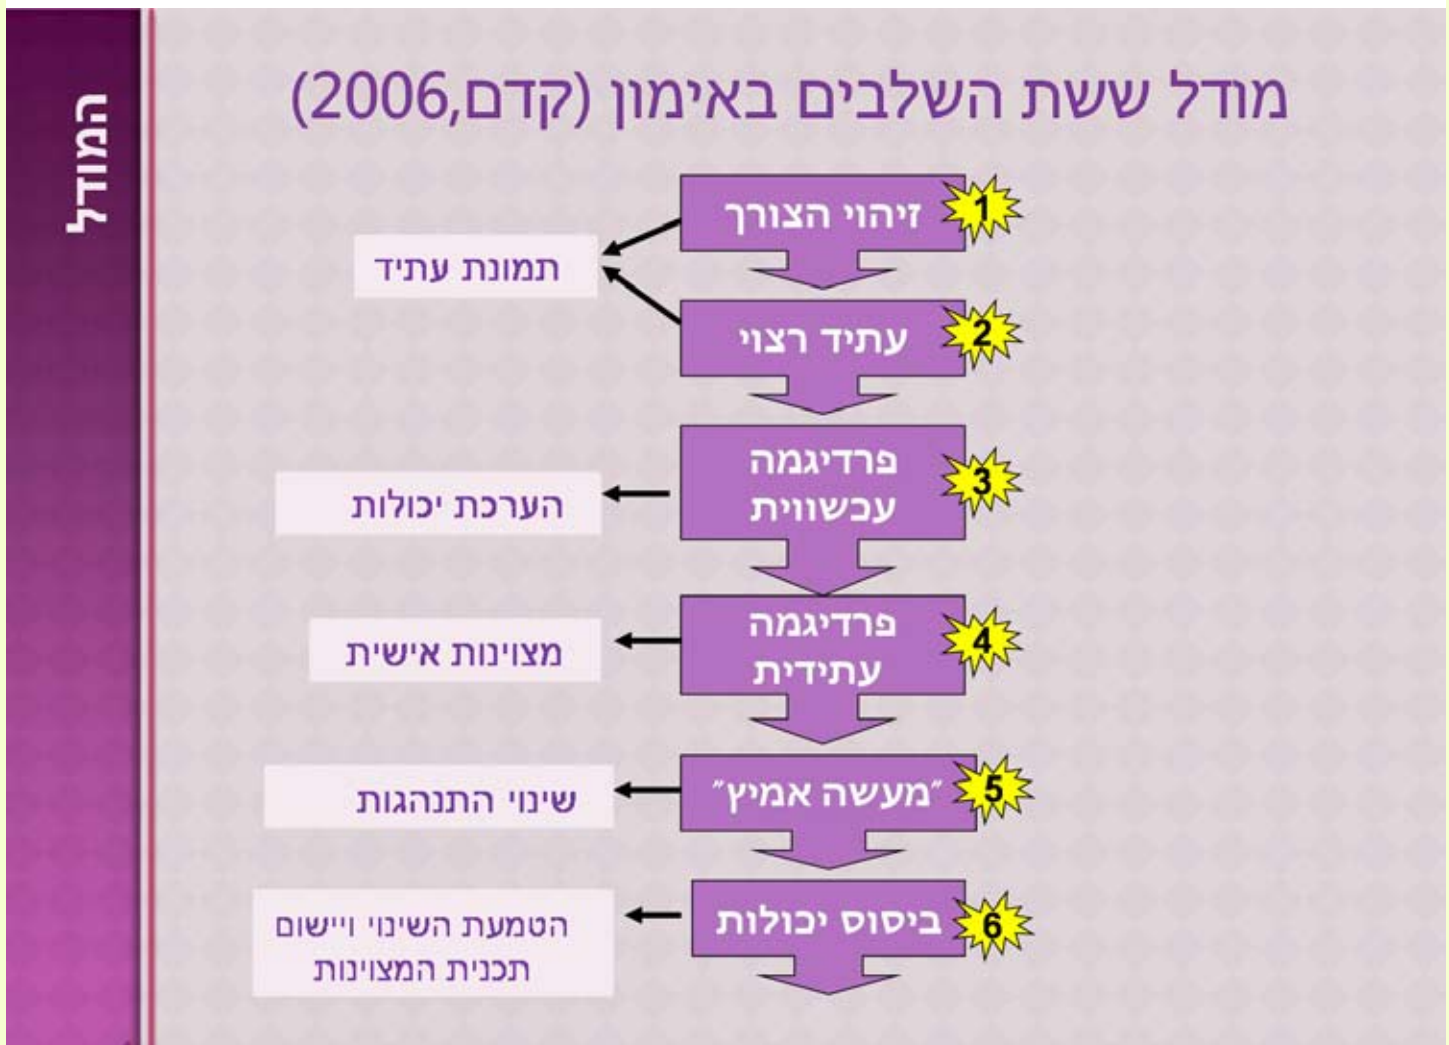 המודל
מודל ששת השלבים באימון (קדם,2006)
1
זיהוי הצורך
תמונת עתיד
2
עתיד רצוי
3
פרדיגמה
עכשווית
הערכת יכולות
4
פרדיגמה
עתידית
מצוינות אישית
5
"מעשה אמיץ"
שינוי התנהגות
6
ביסוס יכולות
הטמעת השינוי ויישום
תכנית המצוינות